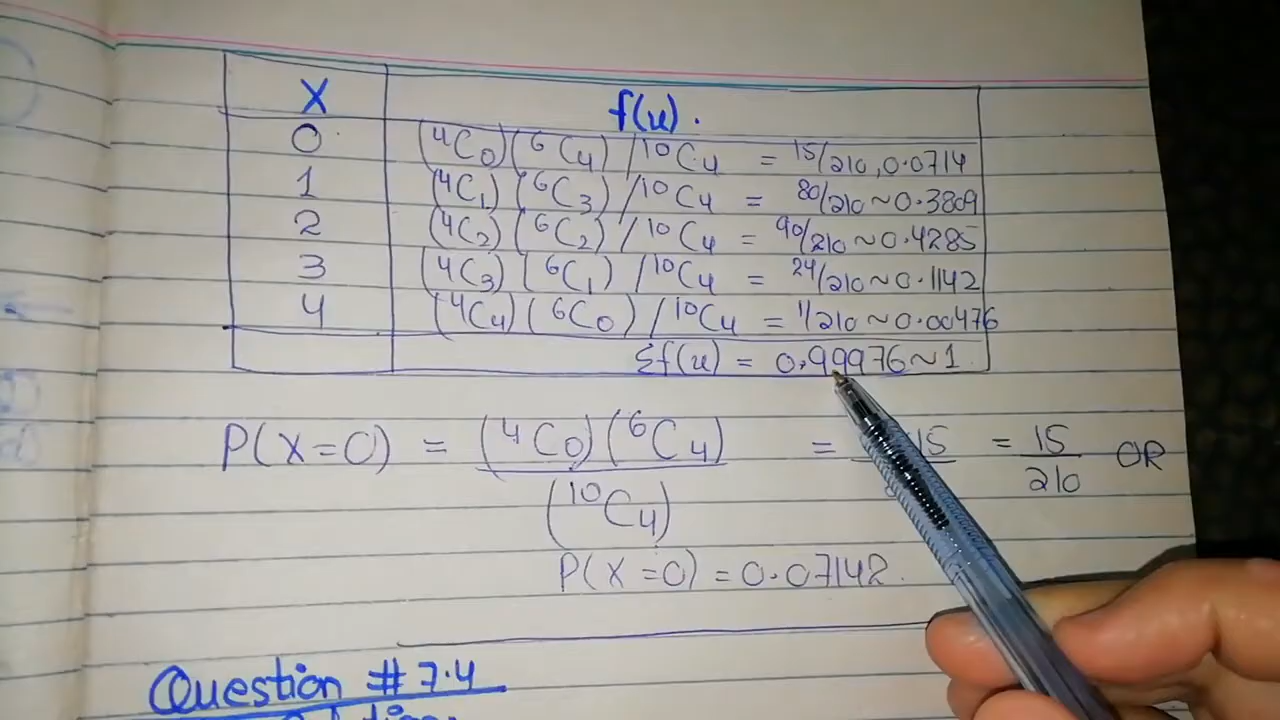 X f(x).
0 (⁴C₀)(⁶C₄)/¹⁰C₄ = 15/210, 0.0714
1 (⁴C₁)(⁶C₃)/¹⁰C₄ = 80/210 ~ 0.3809
2 (⁴C₂)(⁶C₂)/¹⁰C₄ = 90/210 ~ 0.4285
3 (⁴C₃)(⁶C₁)/¹⁰C₄ = 24/210 ~ 0.1142
4 (⁴C₄)(⁶C₀)/¹⁰C₄ = 1/210 ~ 0.00476
Σf(x) = 0.99976 ~ 1
P(X=0) = (⁴C₀)(⁶C₄) / (¹⁰C₄) = 15 = 15/210 OR
P(X=0) = 0.07142.
Question # 7.4